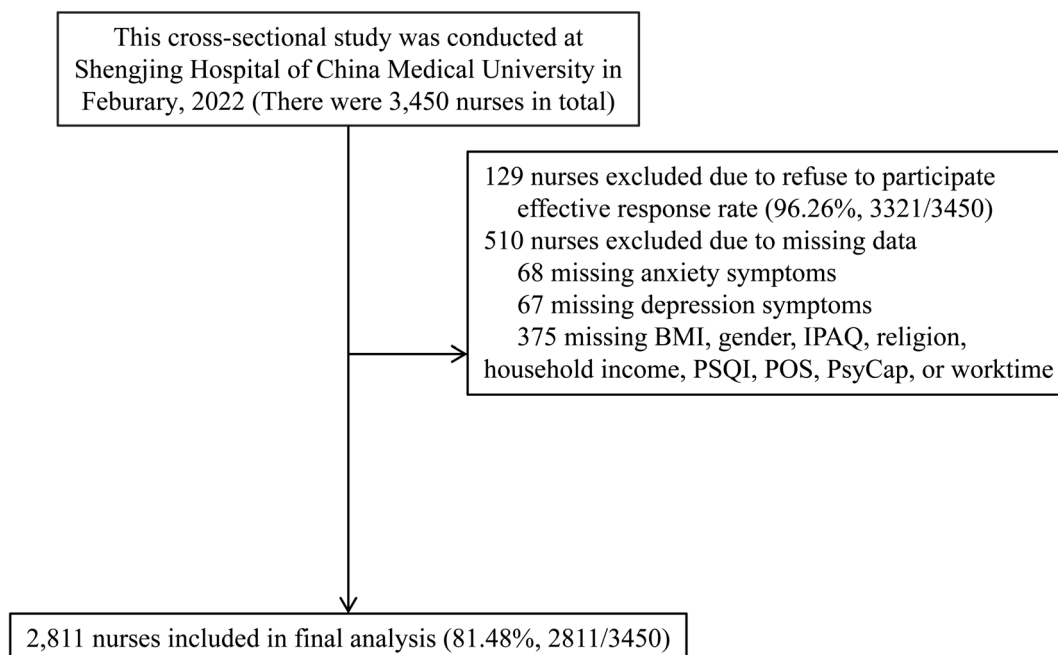 This cross-sectional study was conducted at
Shengjing Hospital of China Medical University in
Feburary, 2022 (There were 3,450 nurses in total)
129 nurses excluded due to refuse to participate
effective response rate (96.26%, 3321/3450)
510 nurses excluded due to missing data
68 missing anxiety symptoms
67 missing depression symptoms
375 missing BMI, gender, IPAQ, religion,
household income, PSQI, POS, PsyCap, or worktime
2,811 nurses included in final analysis (81.48%, 2811/3450)